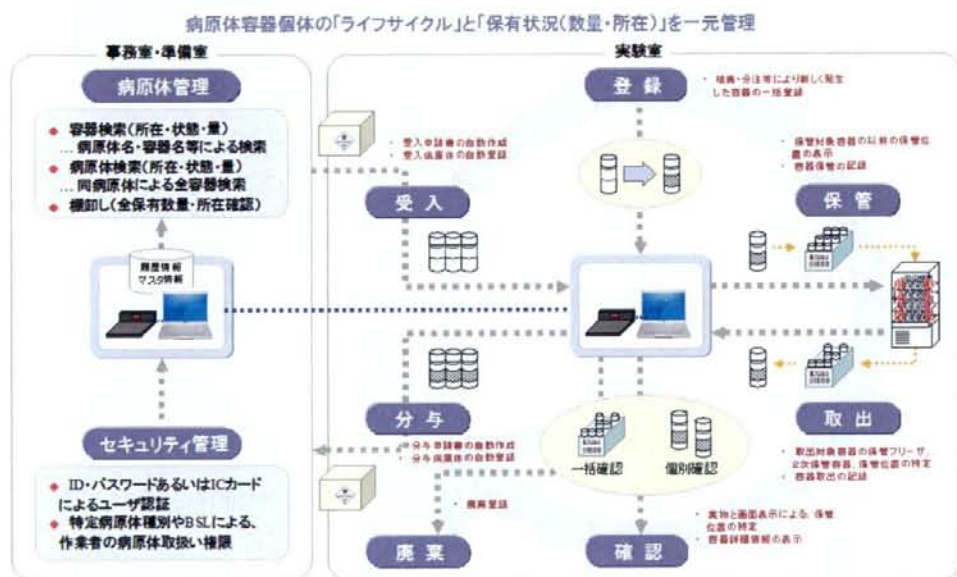 病原体容器個体の「ライフサイクル」と「保有状況(数量・所在)」を一元管理
事務室・準備室
病原体管理
容器検索(所在・状態・量)
…病原体名・容器名等による検索
病原体検索(所在・状態・量)
…同病原体による全容器検索
棚卸し(全保有数量・所在確認)
履歴情報
マスタ情報
セキュリティ管理
ID・パスワードあるいはICカード
によるユーザ認証
特定病原体種別やBSLによる、
作業者の病原体取扱い権限
実験室
登録
・分注等により新しく発生
した容器の一括登録
受入申請書の自動作成
受入病原体の自動登録
受入
保管対象容器の以前の保管位
置の表示
容器保管の記録
保管
分与
分与申請書の自動作成
分与病原体の自動登録
取出
取出対象容器の保管フリーザ、
2次保管容器、保管位置の特定
容器取出の記録
一括確認
個別確認
廃棄登録
廃棄
実物と画面表示による、保管
位置の特定
容器詳細情報の表示
確認